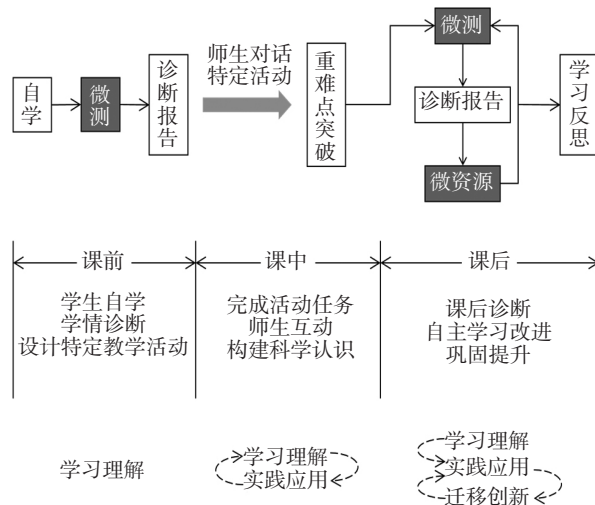 自学
微测
诊断报告
师生对话
特定活动
重难点突破
微测
诊断报告
微资源
学习反思
课前
课中
课后
学生自学
学情诊断
设计特定教学活动
完成活动任务
师生互动
构建科学认识
课后诊断
自主学习改进
巩固提升
学习理解
学习理解
实践应用
学习理解
实践应用
迁移创新